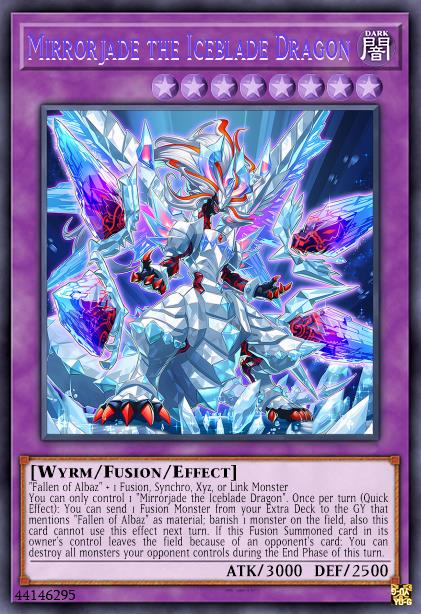 Mirrorjade the Iceblade Dragon
DARK
闇
[Wyrm/Fusion/Effect]
"Fallen of Albaz" + 1 Fusion, Synchro, Xyz, or Link Monster
You can only control 1 "Mirrorjade the Iceblade Dragon". Once per turn (Quick
Effect): You can send 1 Fusion Monster from your Extra Deck to the GY that
mentions "Fallen of Albaz" as material; banish 1 monster on the field, also this
card cannot use this effect next turn. If this Fusion Summoned card in its
owner's control leaves the field because of an opponent's card: You can
destroy all monsters your opponent controls during the End Phase of this turn.
ATK/3000 DEF/2500
44146295